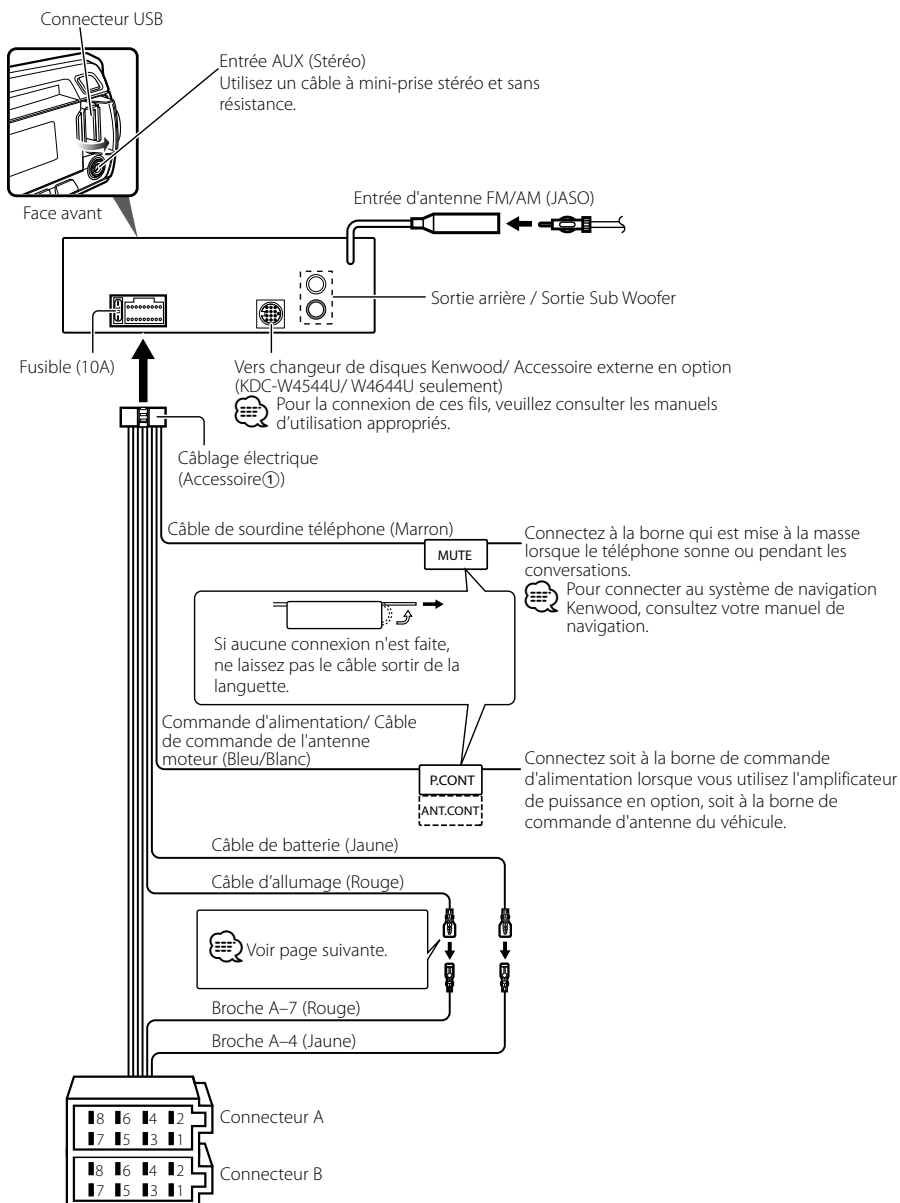 Connecteur USB
Entrée AUX (Stéréo)
Utilisez un câble à mini-prise stéréo et sans
résistance.
Face avant
Entrée d'antenne FM/AM (JASO)
Sortie arrière / Sortie Sub Woofer
Fusible (10A)
Vers changeur de disques Kenwood/ Accessoire externe en option
(KDC-W4544U/ W4644U seulement)
Pour la connexion de ces fils, veuillez consulter les manuels
d’utilisation appropriés.
Câblage électrique
(Accessoire①)
Câble de sourdine téléphone (Marron)
MUTE
Connectez à la borne qui est mise à la masse
lorsque le téléphone sonne ou pendant les
conversations.
Pour connecter au système de navigation
Kenwood, consultez votre manuel de
navigation.
Si aucune connexion n'est faite,
ne laissez pas le câble sortir de la
languette.
Commande d'alimentation/ Câble
de commande de l'antenne
moteur (Bleu/Blanc)
P.CONT
ANT.CONT
Connectez soit à la borne de commande
d'alimentation lorsque vous utilisez l'amplificateur
de puissance en option, soit à la borne de
commande d'antenne du véhicule.
Câble de batterie (Jaune)
Câble d’allumage (Rouge)
Voir page suivante.
Broche A–7 (Rouge)
Broche A–4 (Jaune)
8 6 4 2
7 5 3 1
Connecteur A
8 6 4 2
7 5 3 1
Connecteur B